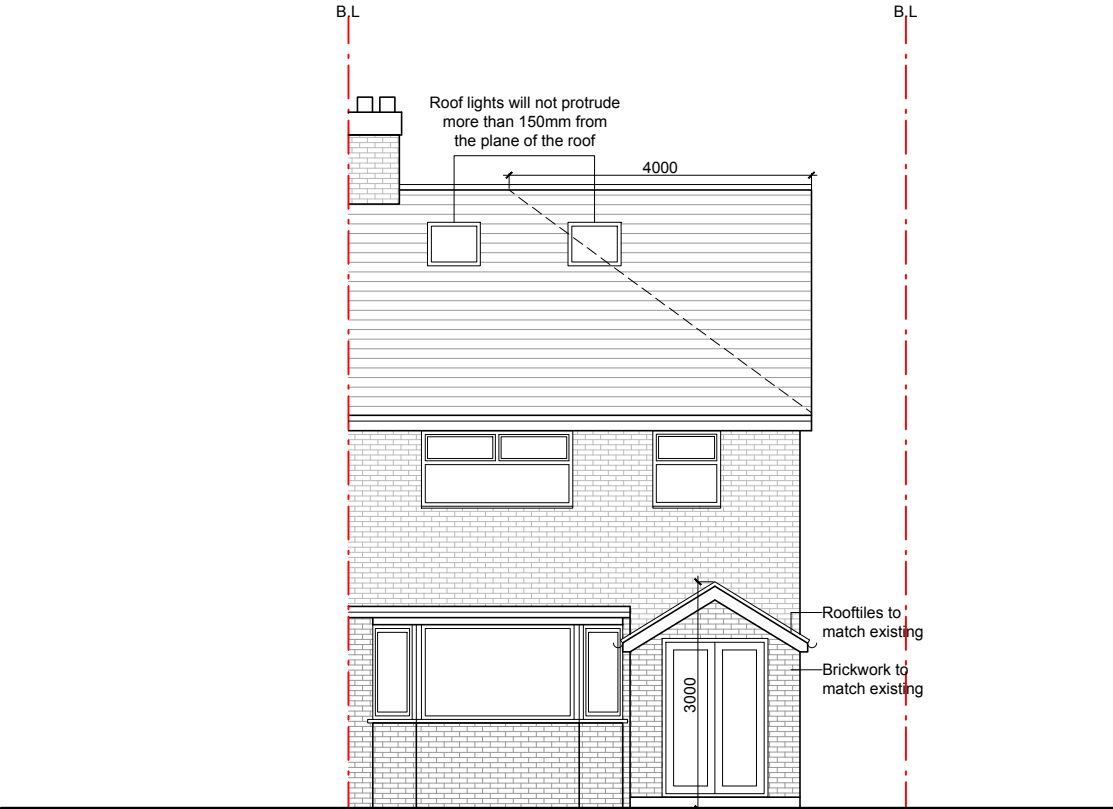 B.L
B.L
Roof lights will not protrude
more than 150mm from
the plane of the roof
4000
Rooftiles to
match existing
Brickwork to
match existing
3000